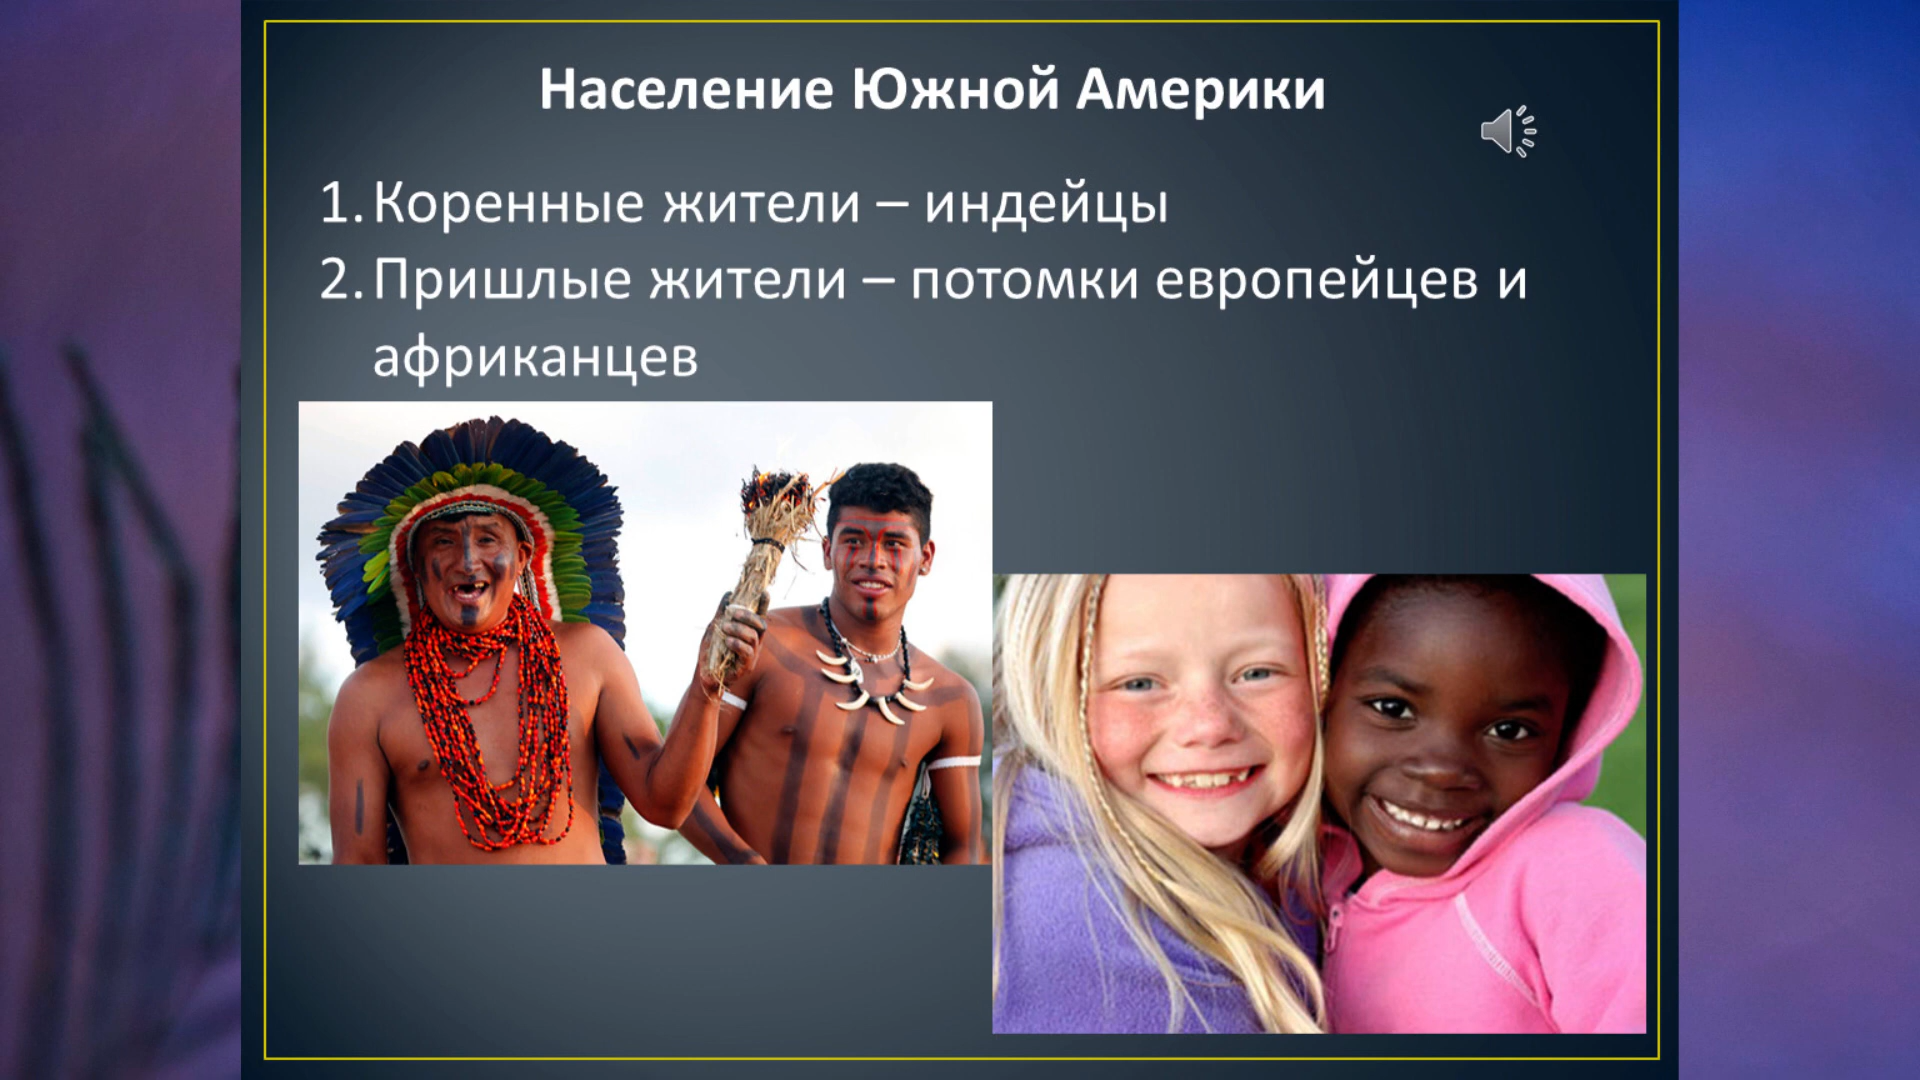 Население Южной Америки
1. Коренные жители – индейцы
2. Пришлые жители – потомки европейцев и
африканцев